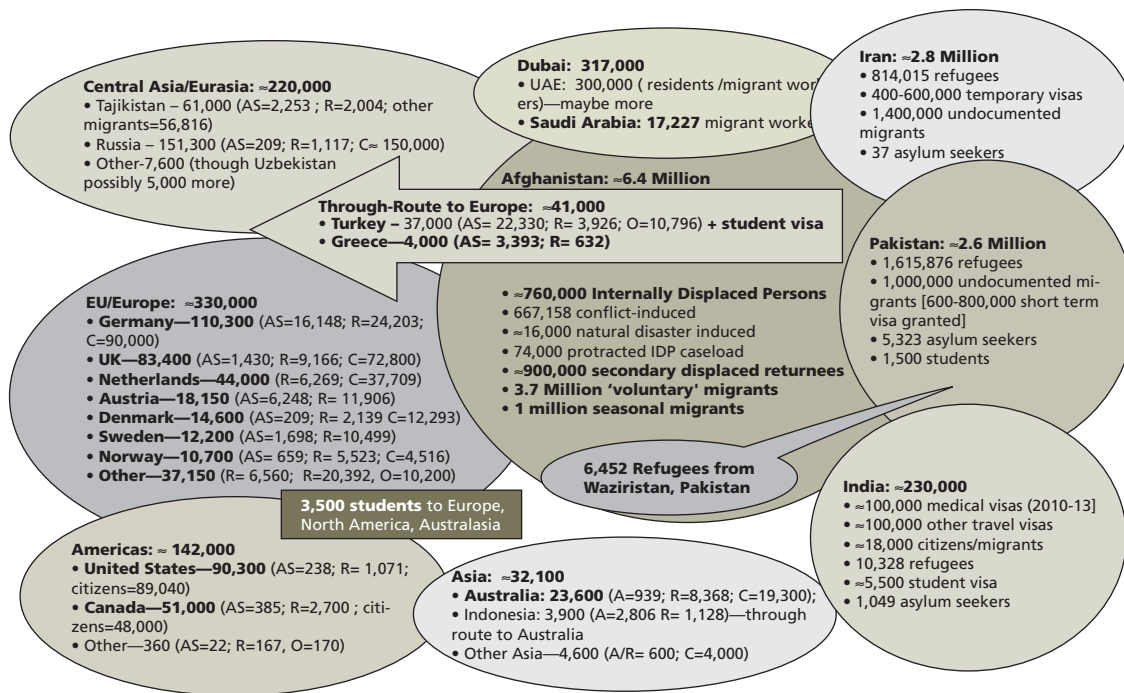 Central Asia/Eurasia: ≈220,000
• Tajikistan – 61,000 (AS=2,253 ; R=2,004; other
migrants=56,816)
• Russia – 151,300 (AS=209; R=1,117; C≈ 150,000)
• Other-7,600 (though Uzbekistan
possibly 5,000 more)
Dubai: 317,000
• UAE: 300,000 ( residents /migrant work
ers)—maybe more
• Saudi Arabia: 17,227 migrant worke
Iran: ≈2.8 Million
• 814,015 refugees
• 400-600,000 temporary visas
• 1,400,000 undocumented
migrants
• 37 asylum seekers
Afghanistan: ≈6.4 Million
Through-Route to Europe: ≈41,000
• Turkey – 37,000 (AS= 22,330; R= 3,926; O=10,796) + student visa
• Greece—4,000 (AS= 3,393; R= 632)
• ≈760,000 Internally Displaced Persons
• 667,158 conflict-induced
• ≈16,000 natural disaster induced
• 74,000 protracted IDP caseload
• ≈900,000 secondary displaced returnees
• 3.7 Million ‘voluntary' migrants
• 1 million seasonal migrants
Pakistan: ≈2.6 Million
• 1,615,876 refugees
• 1,000,000 undocumented mi-
grants [600-800,000 short term
visa granted]
• 5,323 asylum seekers
• 1,500 students
EU/Europe: ≈330,000
• Germany—110,300 (AS=16,148; R=24,203;
C=90,000)
• UK—83,400 (AS=1,430; R=9,166; C=72,800)
• Netherlands—44,000 (R=6,269; C=37,709)
• Austria—18,150 (AS=6,248; R= 11,906)
• Denmark—14,600 (AS=209; R= 2,139 C=12,293)
• Sweden—12,200 (AS=1,698; R=10,499)
• Norway—10,700 (AS= 659; R= 5,523; C=4,516)
• Other—37,150 (R= 6,560; R=20,392, O=10,200)
6,452 Refugees from
Waziristan, Pakistan
3,500 students to Europe,
North America, Australasia
India: ≈230,000
• ≈100,000 medical visas (2010-13]
• ≈100,000 other travel visas
• ≈18,000 citizens/migrants
• 10,328 refugees
• ≈5,500 student visa
• 1,049 asylum seekers
Americas: ≈ 142,000
• United States—90,300 (AS=238; R= 1,071;
citizens=89,040)
• Canada—51,000 (AS=385; R=2,700 ; citi-
zens=48,000)
• Other—360 (AS=22; R=167, O=170)
Asia: ≈32,100
• Australia: 23,600 (A=939; R=8,368; C=19,300);
• Indonesia: 3,900 (A=2,806 R= 1,128)—through
route to Australia
• Other Asia—4,600 (A/R= 600; C=4,000)